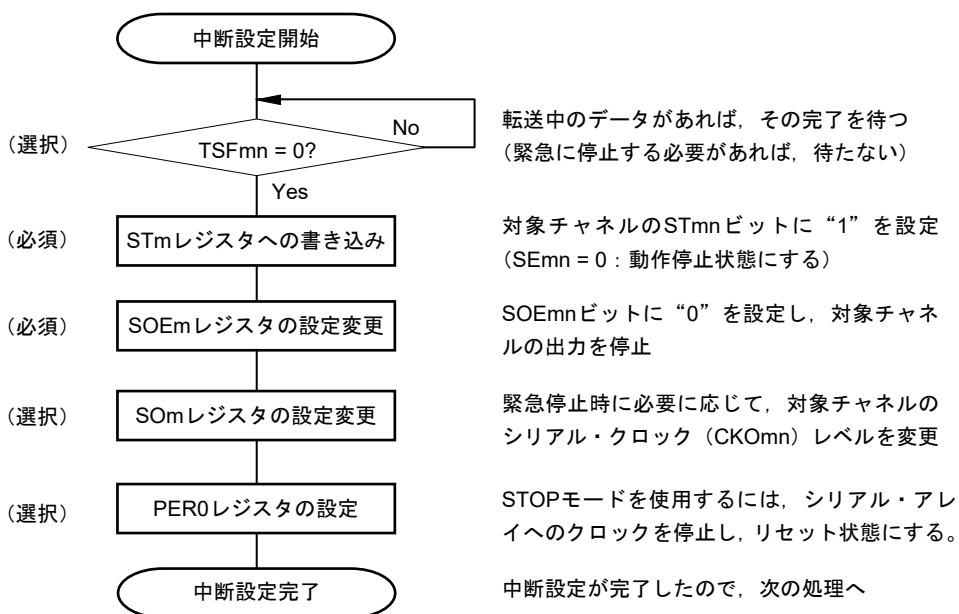 中断設定開始
No
転送中のデータがあれば，その完了を待つ
（選択）
TSFmn = 0?
（緊急に停止する必要があれば，待たない）
Yes
（必須）
STmレジスタへの書き込み
対象チャネルのSTmnビットに“1”を設定
（SEmn = 0：動作停止状態にする）
（必須）
SOEmレジスタの設定変更
SOEmnビットに“0”を設定し，対象チャネ
ルの出力を停止
（選択）
SOmレジスタの設定変更
緊急停止時に必要に応じて，対象チャネルの
シリアル・クロック（CKOmn）レベルを変更
（選択）
PER0レジスタの設定
STOPモードを使用するには，シリアル・アレ
イへのクロックを停止し，リセット状態にする。
中断設定完了
中断設定が完了したので，次の処理へ